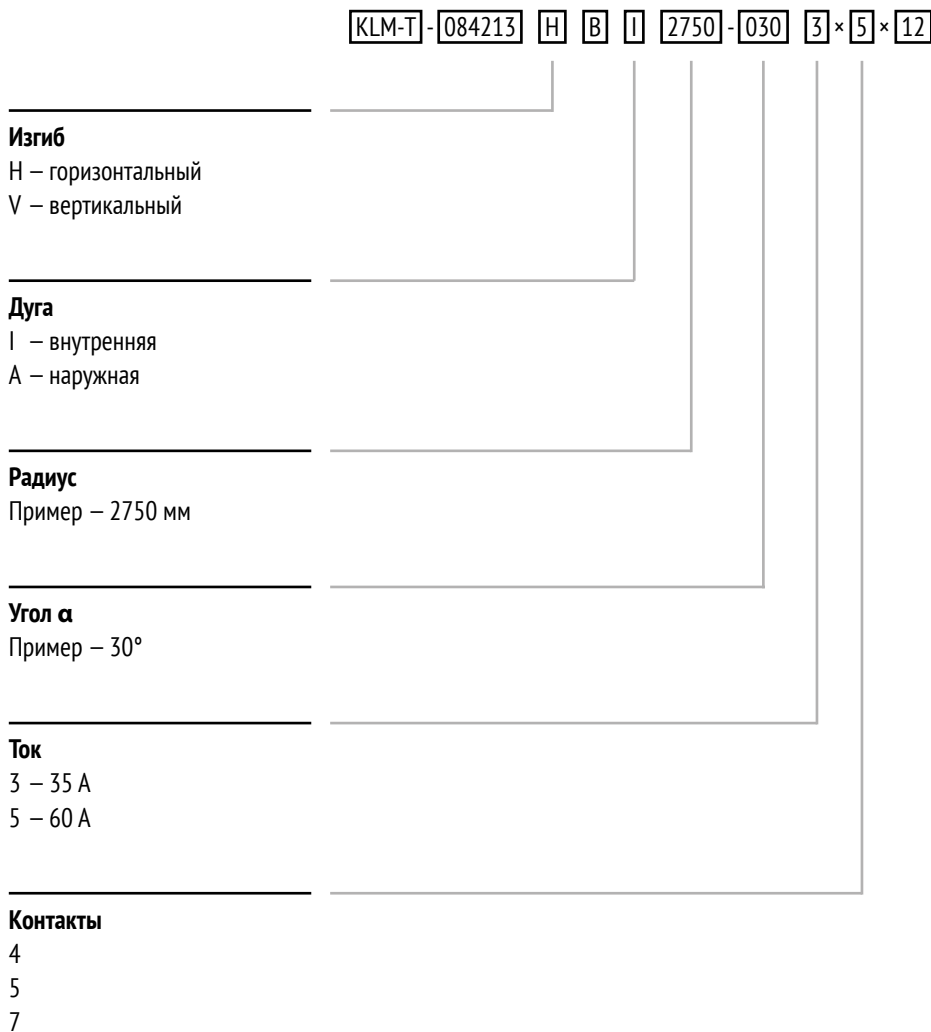 KLM-T - 084213 H B I 2750 - 030 3 × 5 × 12
Изгиб
H — горизонтальный
V — вертикальный
Дуга
I — внутренняя
A — наружная
Радиус
Пример — 2750 мм
Угол α
Пример — 30°
Ток
3 — 35 А
5 — 60 А
Контакты
4
5
7